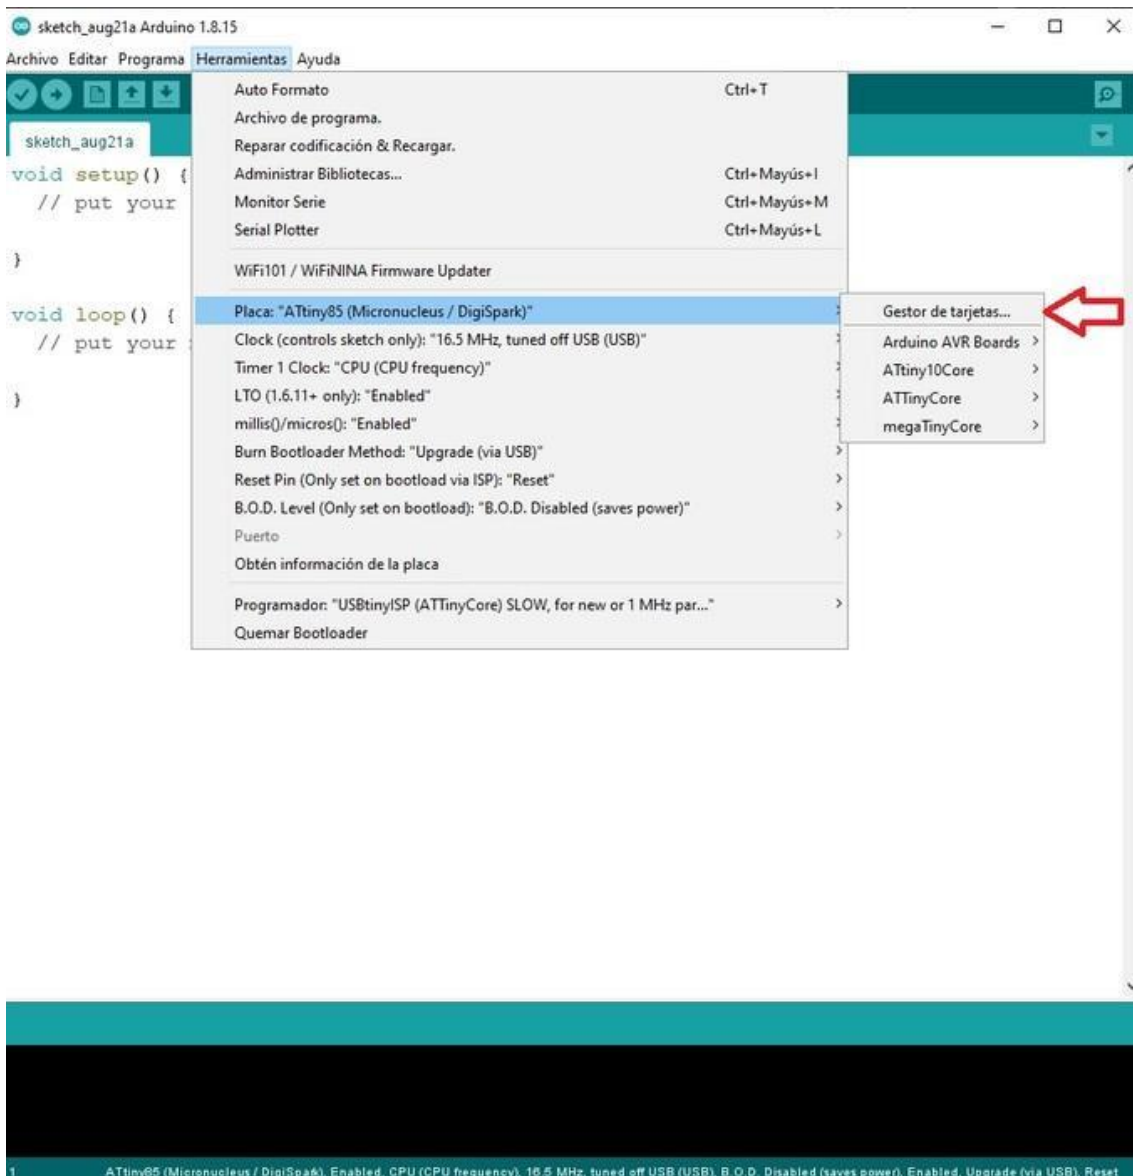 sketch_aug21a Arduino 1.8.15
Archivo Editar Programa Herramientas Ayuda
Auto Formato Ctrl+T
Archivo de programa.
sketch_aug21a
Reparar codificación & Recargar.
void setup() {
Administrar Bibliotecas... Ctrl+Mayús+I
// put your
Monitor Serie Ctrl+Mayús+M
Serial Plotter Ctrl+Mayús+L
}
WiFi101 / WiFiNINA Firmware Updater
void loop() {
Placa: "ATtiny85 (Micronucleus / DigiSpark)"
Gestor de tarjetas...
// put your
Clock (controls sketch only): "16.5 MHz, tuned off USB (USB)"
Arduino AVR Boards >
Timer 1 Clock: "CPU (CPU frequency)"
ATtiny10Core >
}
LTO (1.6.11+ only): "Enabled"
ATTinyCore >
millis()/micros(): "Enabled"
megaTinyCore >
Burn Bootloader Method: "Upgrade (via USB)" >
Reset Pin (Only set on bootload via ISP): "Reset" >
B.O.D. Level (Only set on bootload): "B.O.D. Disabled (saves power)" >
Puerto >
Obtén información de la placa
Programador: "USBtinyISP (ATTinyCore) SLOW, for new or 1 MHz par..." >
Quemar Bootloader
1 ATtiny85 (Micronucleus / DigiSpark), Enabled, CPU (CPU frequency), 16.5 MHz, tuned off USB (USB), B.O.D. Disabled (saves power), Enabled, Upgrade (via USB), Reset